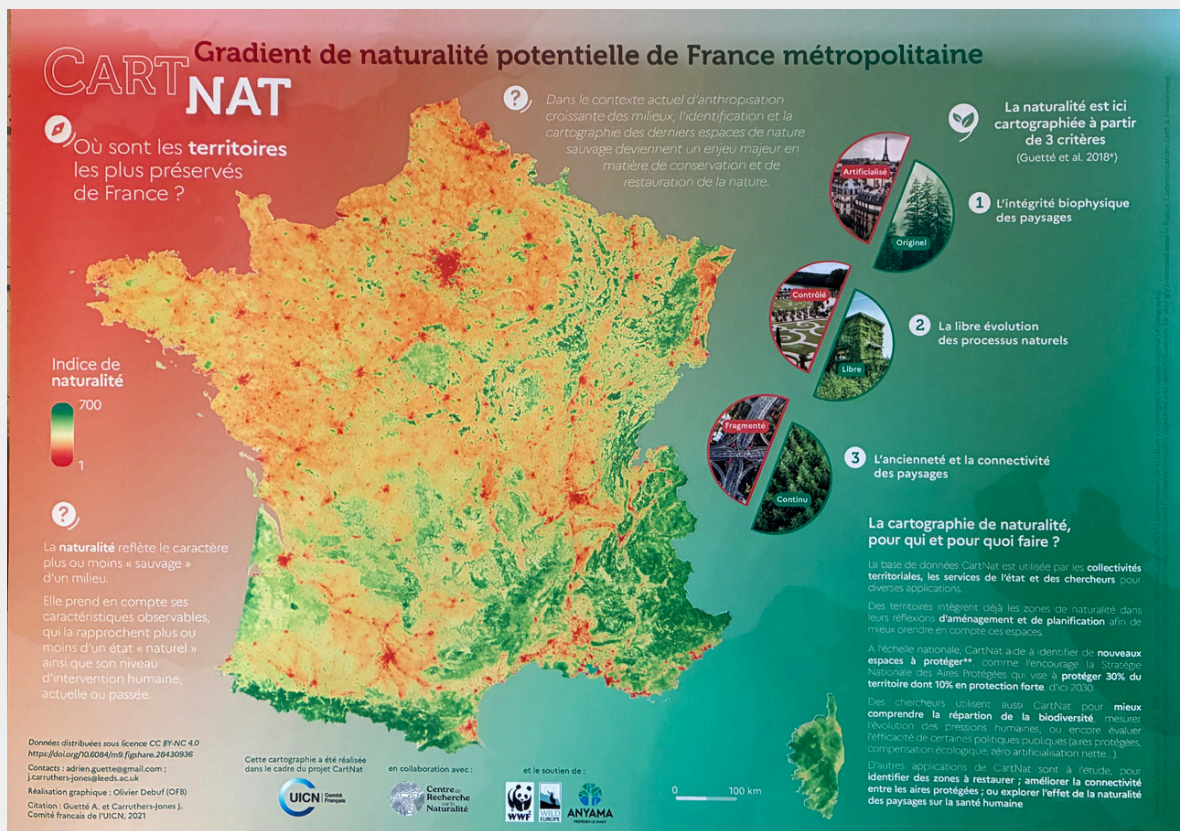 Gradient de naturalité potentielle de France métropolitaine
CARTNAT
Où sont les territoires
les plus préservés
de France ?
?
Dans le contexte actuel d'anthropisation
croissante des milieux, l'identification et la
cartographie des derniers espaces de nature
sauvage deviennent un enjeu majeur en
matière de conservation et de
restauration de la nature.
La naturalité est ici
cartographiée à partir
de 3 critères
(Guetté et al. 2018*)
Artificialisé
Originel
1
L'intégrité biophysique
des paysages
Contrôlé
Libre
2
La libre évolution
des processus naturels
Fragmenté
Continu
3
L'ancienneté et la connectivité
des paysages
Indice de
naturalité
700
1
?
La naturalité reflète le caractère
plus ou moins « sauvage »
d'un milieu.
Elle prend en compte ses
caractéristiques observables,
qui la rapprochent plus ou
moins d'un état « naturel »
ainsi que son niveau
d'intervention humaine,
actuelle ou passée.
La cartographie de naturalité,
pour qui et pour quoi faire ?
La base de données CartNat est utilisée par les collectivités
territoriales, les services de l'état et des chercheurs pour
diverses applications.
Des territoires intègrent déjà les zones de naturalité dans
leurs réflexions d'aménagement et de planification afin de
mieux prendre en compte ces espaces.
A l'échelle nationale, CartNat aide à identifier de nouveaux
espaces à protéger** comme l'encourage la Stratégie
Nationale des Aires Protégées qui vise à protéger 30% du
territoire dont 10% en protection forte, d'ici 2030.
Des chercheurs utilisent aussi CartNat pour mieux
comprendre la répartion de la biodiversité, mesurer
l'évolution des pressions humaines, ou encore évaluer
l'efficacité de certaines politiques publiques (aires protégées,
compensation écologique, zéro artificialisation nette...)
D'autres applications de CartNat sont à l'étude, pour
identifier des zones à restaurer ; améliorer la connectivité
entre les aires protégées ; ou explorer l'effet de la naturalité
des paysages sur la santé humaine
Données distribuées sous licence CC BY-NC 4.0
https://doi.org/10.6084/m9.figshare.28430936
Contacts : adrien.guette@gmail.com ;
j.carruthers-jones@leeds.ac.uk
Réalisation graphique : Olivier Debuf (OFB)
Citation : Guetté A. et Carruthers-Jones J.
Comité francais de l'UICN, 2021
Cette cartographie a été réalisée
dans le cadre du projet CartNat
UICN Comité
Français
en collaboration avec :
Centre de
Recherche
sur la
Naturalité
et le soutien de :
WWF
WILD
EUROPE
ANYAMA
0 100 km